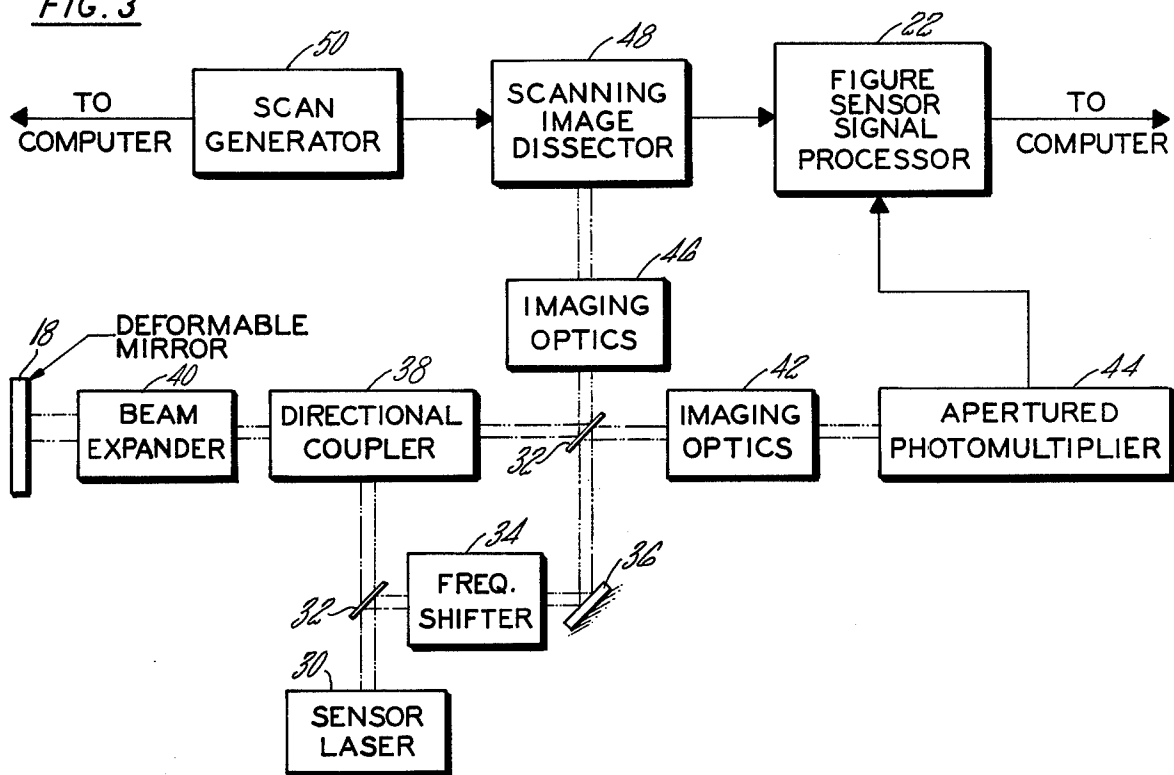 FIG. 3
50
48
22
TO
COMPUTER
SCAN
GENERATOR
SCANNING
IMAGE
DISSECTOR
FIGURE
SENSOR
SIGNAL
PROCESSOR
TO
COMPUTER
46
IMAGING
OPTICS
18
DEFORMABLE
MIRROR
40
BEAM
EXPANDER
38
DIRECTIONAL
COUPLER
32
42
IMAGING
OPTICS
44
APERTURED
PHOTOMULTIPLIER
32
34
FREQ.
SHIFTER
36
30
SENSOR
LASER